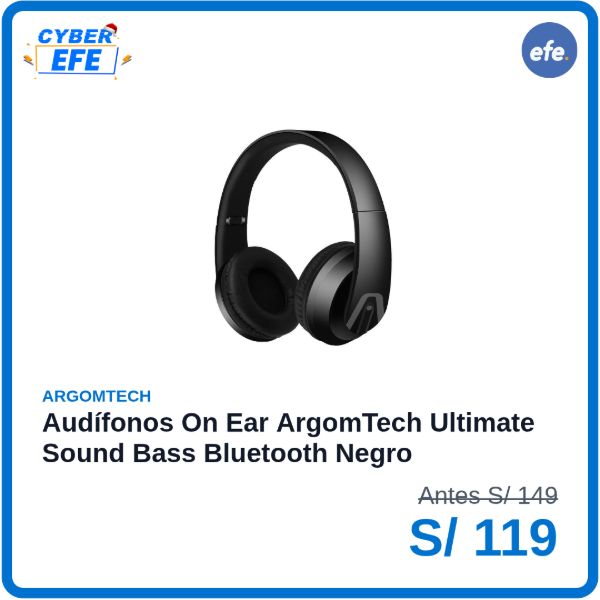 CYBER
EFE
efe.
ARGOMTECH
Audífonos On Ear ArgomTech Ultimate
Sound Bass Bluetooth Negro
Antes S/ 149
S/ 119